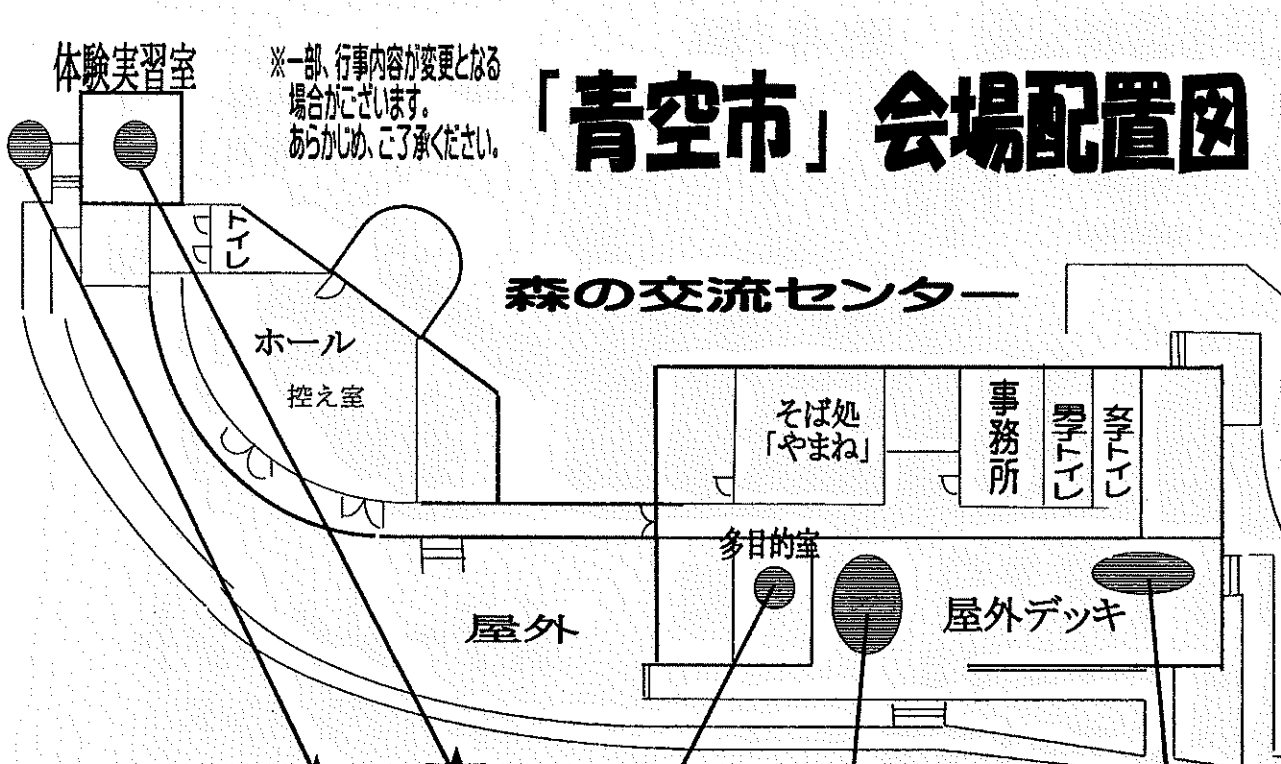 体験実習室
※一部、行事内容が変更となる
場合がございます。
あらかじめ、ご了承ください。
「青空市」会場配置図
トイレ
森の交流センター
ホール
控え室
そば処
「やまね」
事務所
男子トイレ
女子トイレ
多目的室
屋外
屋外デッキ